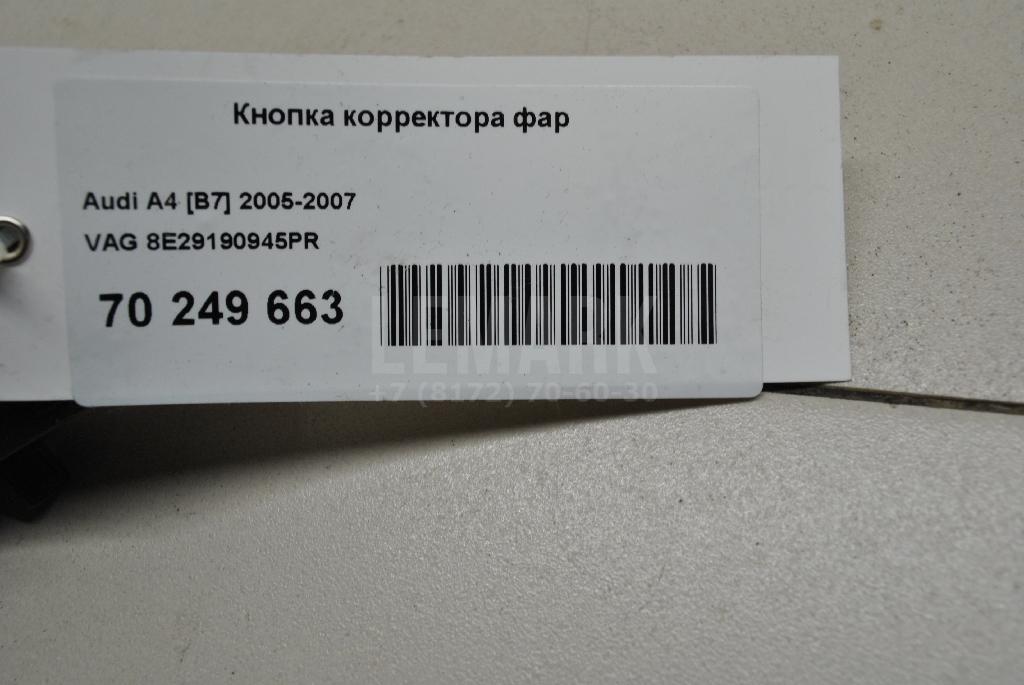 Кнопка корректора фар
Audi A4 [B7] 2005-2007
VAG 8E29190945PR
70 249 663
LEMARK
+7 (8172) 70-60-30